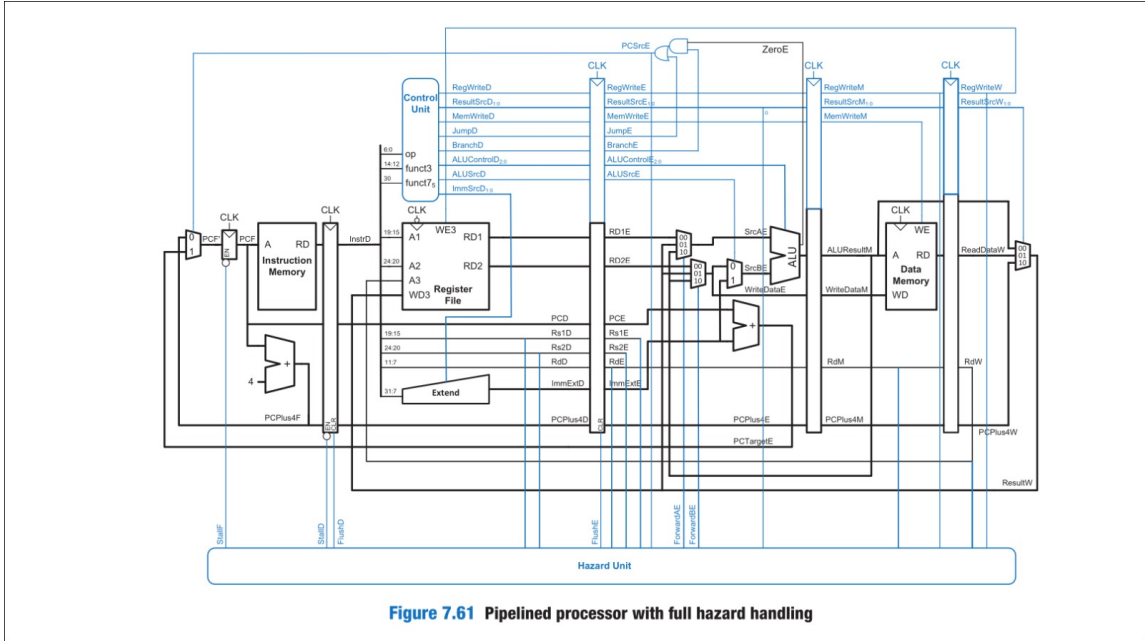 PCSrcE
ZeroE
CLK
CLK
CLK
Control
Unit
RegWriteD
RegWriteE
RegWriteM
RegWriteW
ResultSrcD1:0
ResultSrcE1:0
0
ResultSrcM1:0
ResultSrcW1:0
MemWriteD
MemWriteE
MemWriteM
JumpD
JumpE
BranchD
BranchE
6:0
op
14:12
funct3
30
funct75
ALUControlD2:0
ALUControlE2:0
ALUSrcD
ALUSrcE
ImmSrcD1:0
CLK
CLK
CLK
CLK
0
1
PCF'
PCF
EN
A RD
Instruction
Memory
InstrD
19:15
A1
WE3
RD1
RD1E
00
01
10
SrcAE
24:20
A2
RD2
RD2E
00
01
10
0
1
SrcBE
A3
WD3
Register
File
WriteDataE
ALU
ALUResultM
WriteDataM
WE
A RD
Data
Memory
WD
ReadDataW
00
01
10
PCD
PCE
+
19:15
Rs1D
Rs1E
24:20
Rs2D
Rs2E
11:7
RdD
RdE
RdM
RdW
4
+
31:7
Extend
ImmExtD
ImmExtE
PCPlus4F
EN
CLR
PCPlus4D
CLR
PCPlus4E
PCPlus4M
PCPlus4W
PCTargetE
ResultW
StallF
StallD
FlushD
FlushE
ForwardAE
ForwardBE
Hazard Unit
Figure 7.61 Pipelined processor with full hazard handling